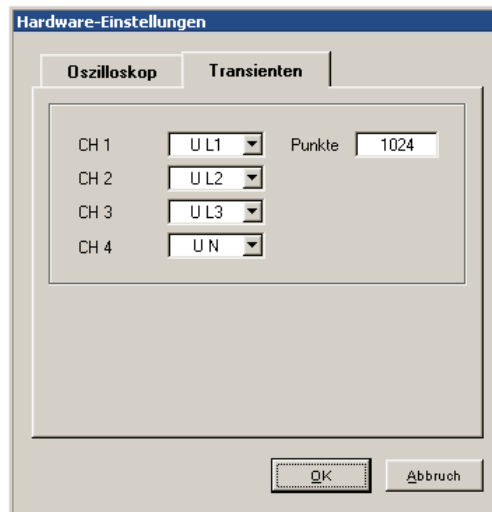 Hardware-Einstellungen
Oszilloskop Transienten
CH 1 U L1 Punkte 1024
CH 2 U L2
CH 3 U L3
CH 4 U N
OK Abbruch